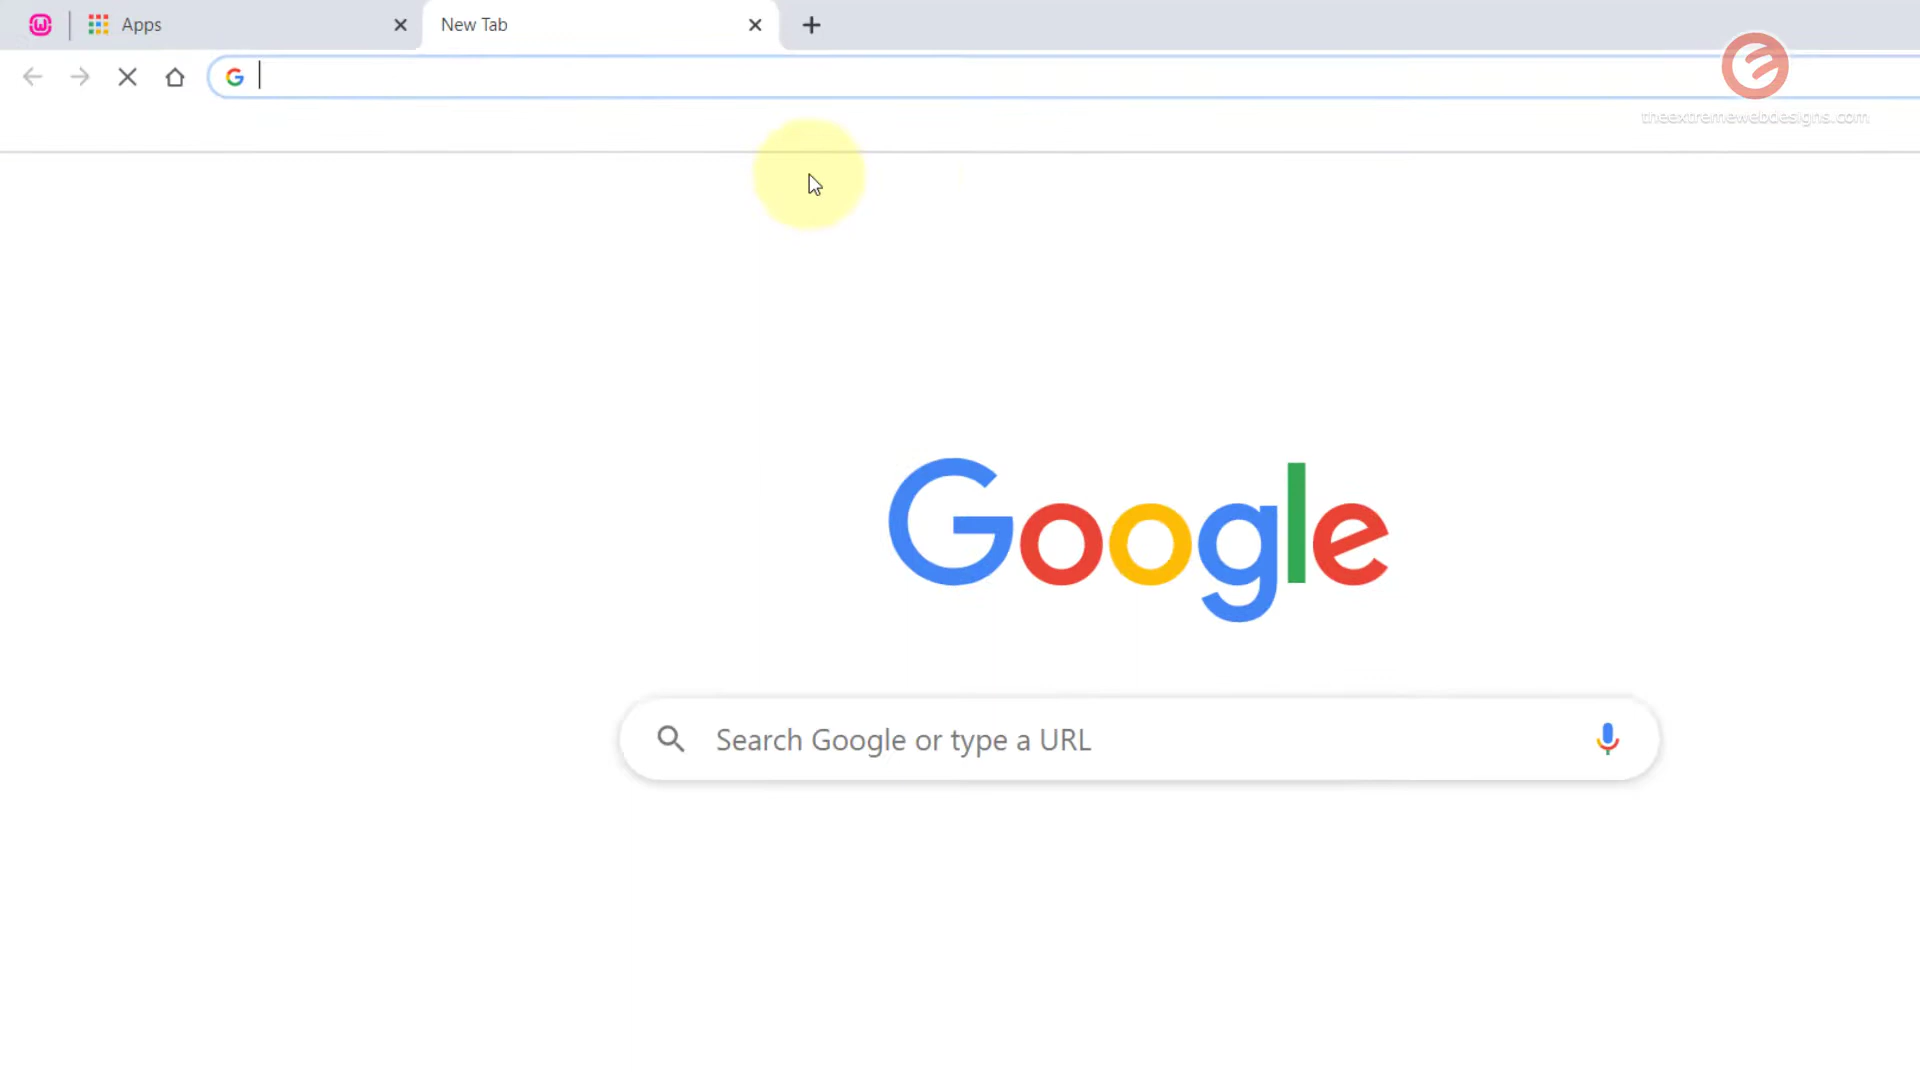 Apps
New Tab
theextremewebdesigns.com
Google
Search Google or type a URL